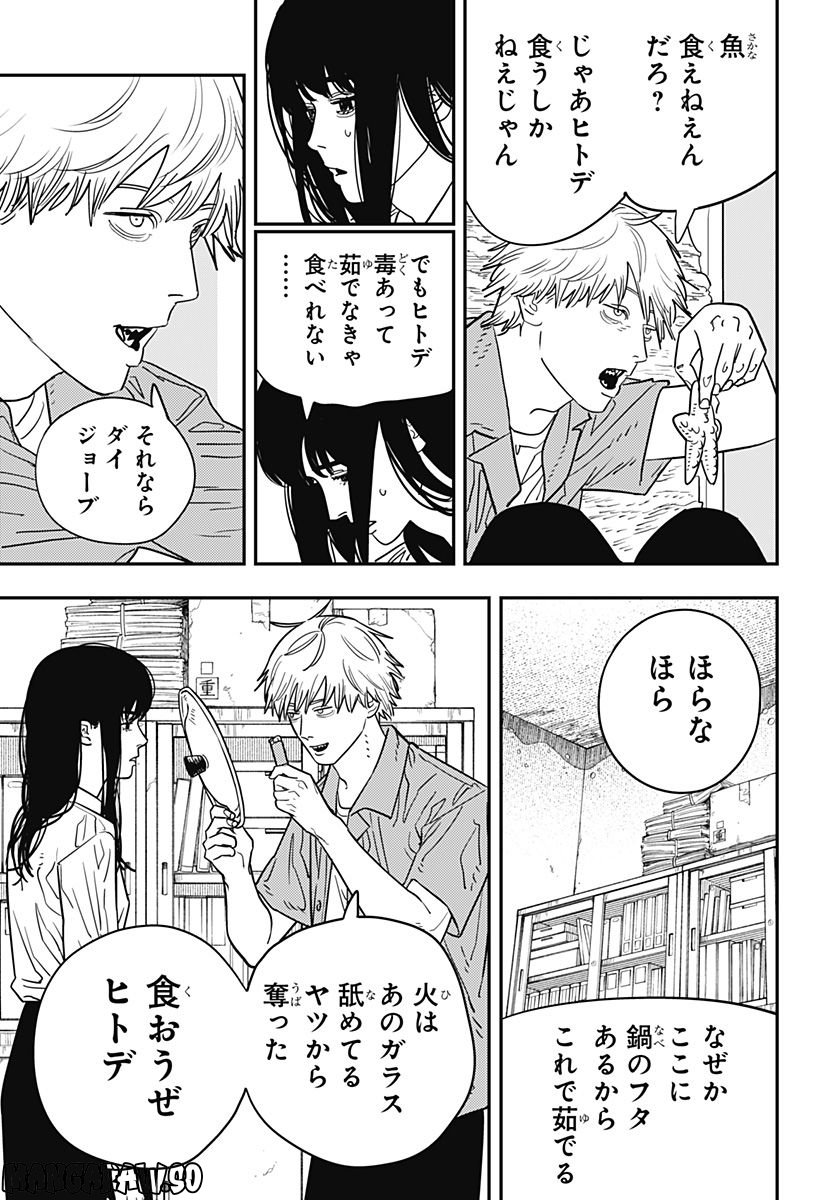 魚
食えねえん
だろ？
じゃあヒトデ
食うしか
ねえじゃん
でもヒトデ
毒あって
茹でなきゃ
食べれない
……
それなら
ダイ
ジョーブ
ほらな
ほら
なぜか
ここに
鍋のフタ
あるから
これで茹でる
重
火は
あのガラス
舐めてる
ヤツから
奪った
食おうぜ
ヒトデ
MANGARAW.SO